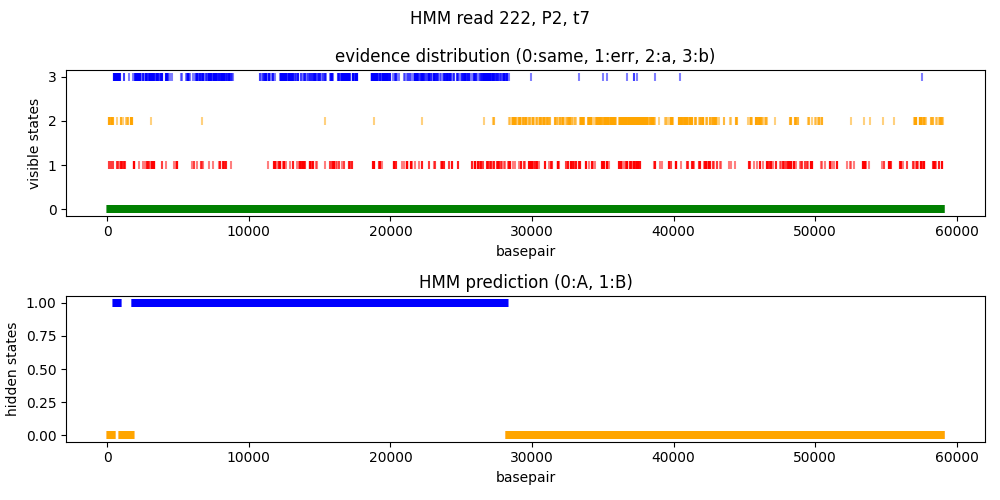 HMM read 222, P2, t7
evidence distribution (0:same, 1:err, 2:a, 3:b)
visible states
3
2
1
0
0 10000 20000 30000 40000 50000 60000
basepair
HMM prediction (0:A, 1:B)
hidden states
1.00
0.75
0.50
0.25
0.00
0 10000 20000 30000 40000 50000 60000
basepair